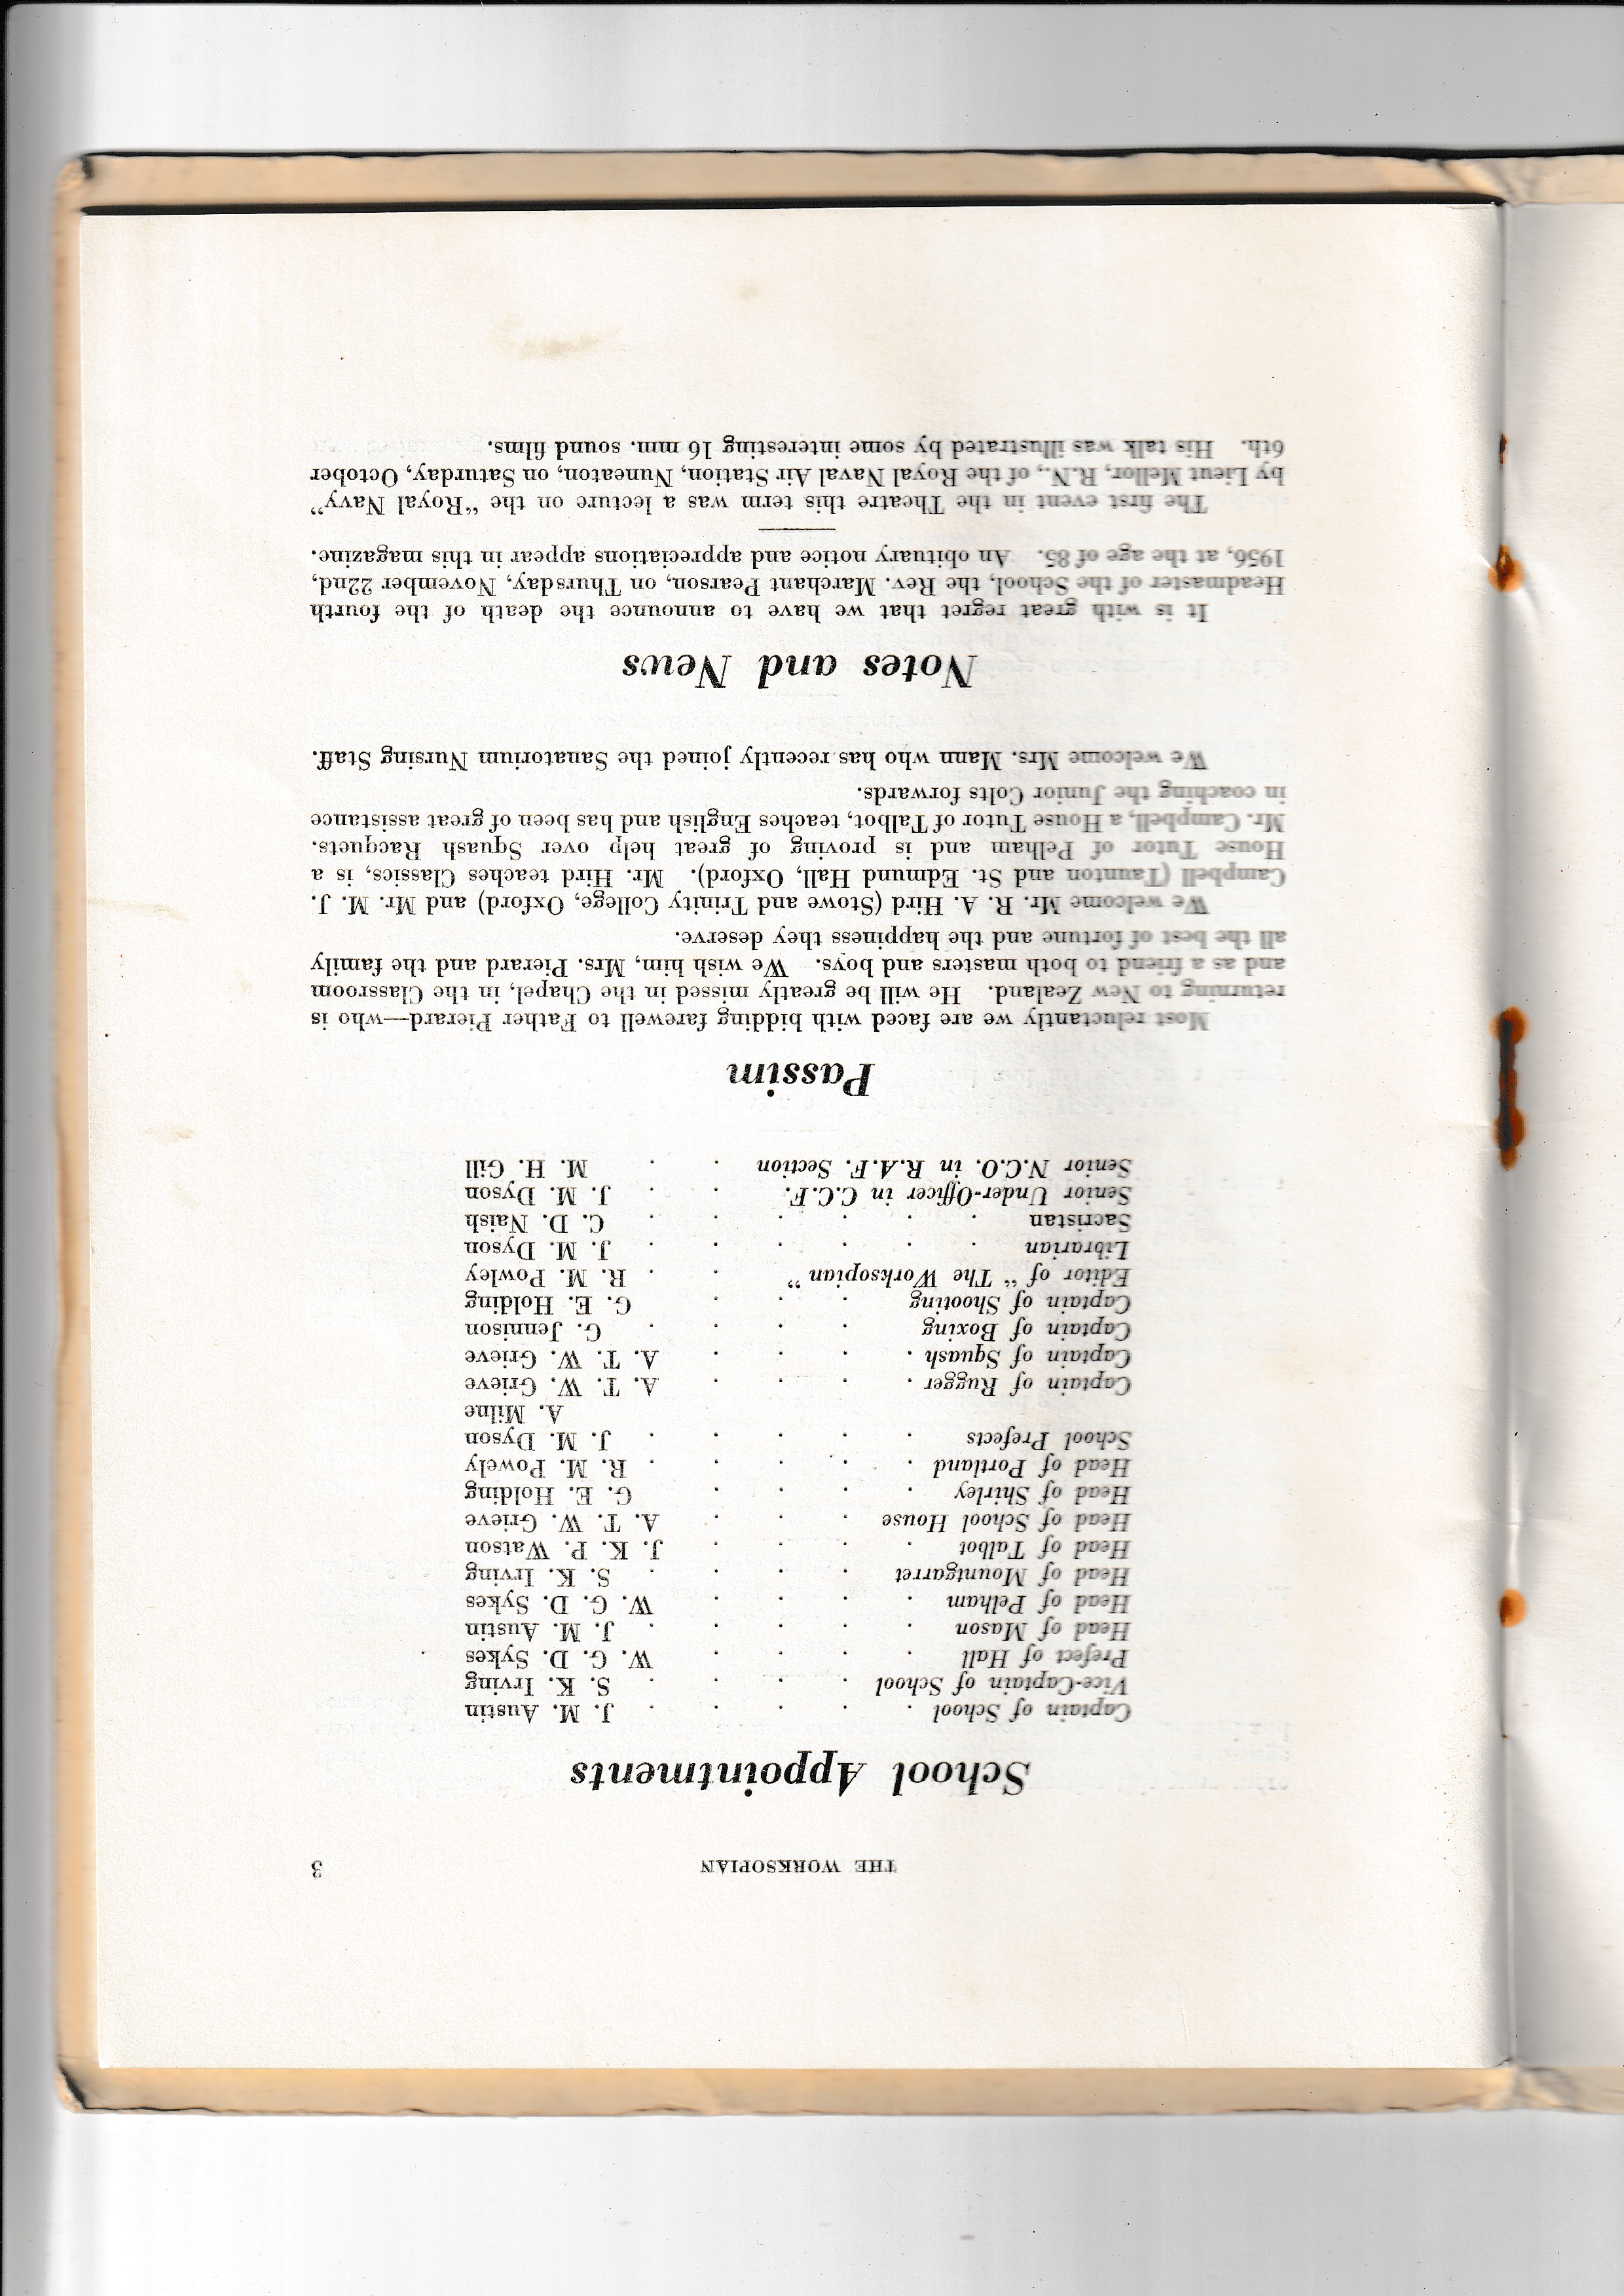 THE WORKSOPIAN 3
School Appointments
Captain of School . . . . . J. M. Austin
Vice-Captain of School . . . . S. K. Irving
Prefect of Hall . . . . W. G. D. Sykes
Head of Mason . . . . . J. M. Austin
Head of Pelham . . . . W. G. D. Sykes
Head of Mountgarret . . . . S. K. Irving
Head of Talbot . . . . J. K. P. Watson
Head of School House . . . A. T. W. Grieve
Head of Shirley . . . . G. E. Holding
Head of Portland . . . . . R. M. Powely
School Prefects . . . . . J. M. Dyson
A. Milne
Captain of Rugger . . . . A. T. W. Grieve
Captain of Squash . . . . A. T. W. Grieve
Captain of Boxing . . . . G. Jennison
Captain of Shooting . . . G. E. Holding
Editor of “ The Worksopian ” . . R. M. Powley
Librarian . . . . . . J. M. Dyson
Sacristan . . . . . . C. D. Naish
Senior Under-Officer in C.C.F. . . J. M. Dyson
Senior N.C.O. in R.A.F. Section . . M. H. Gill
Passim
Most reluctantly we are faced with bidding farewell to Father Pierard—who is
returning to New Zealand. He will be greatly missed in the Chapel, in the Classroom
and as a friend to both masters and boys. We wish him, Mrs. Pierard and the family
all the best of fortune and the happiness they deserve.
We welcome Mr. R. A. Hird (Stowe and Trinity College, Oxford) and Mr. M. J.
Campbell (Taunton and St. Edmund Hall, Oxford). Mr. Hird teaches Classics, is a
House Tutor of Pelham and is proving of great help over Squash Racquets.
Mr. Campbell, a House Tutor of Talbot, teaches English and has been of great assistance
in coaching the Junior Colts forwards.
We welcome Mrs. Mann who has recently joined the Sanatorium Nursing Staff.
Notes and News
It is with great regret that we have to announce the death of the fourth
Headmaster of the School, the Rev. Marchant Pearson, on Thursday, November 22nd,
1956, at the age of 85. An obituary notice and appreciations appear in this magazine.
The first event in the Theatre this term was a lecture on the “Royal Navy”
by Lieut Mellor, R.N., of the Royal Naval Air Station, Nuneaton, on Saturday, October
6th. His talk was illustrated by some interesting 16 mm. sound films.